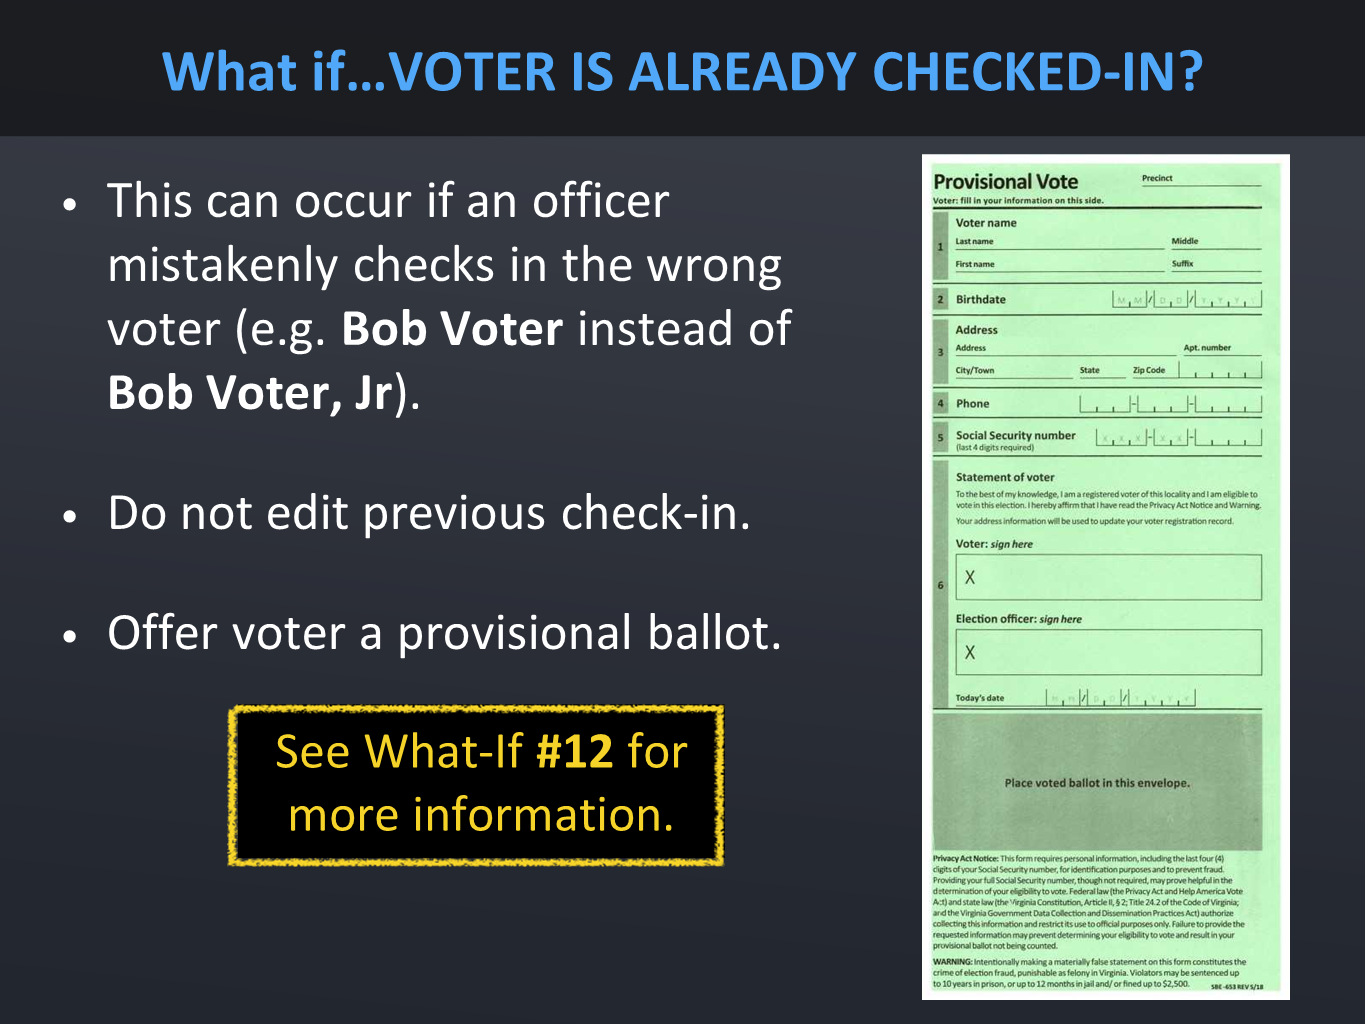 What if...VOTER IS ALREADY CHECKED-IN?
• This can occur if an officer
mistakenly checks in the wrong
voter (e.g. Bob Voter instead of
Bob Voter, Jr).
• Do not edit previous check-in.
• Offer voter a provisional ballot.
See What-If #12 for
more information.
Provisional Vote
Precinct
Voter: fill in your information on this side.
1
Voter name
Last name Middle
First name Suffix
2 Birthdate M M / D D / Y Y Y Y
3
Address
Address Apt. number
City/Town State Zip Code
4 Phone - -
5 Social Security number X X X - X X -
(last 4 digits required)
6
Statement of voter
To the best of my knowledge, I am a registered voter of this locality and I am eligible to
vote in this election. I hereby affirm that I have read the Privacy Act Notice and Warning.
Your address information will be used to update your voter registration record.
Voter: sign here
X
Election officer: sign here
X
Today's date M M / D D / Y Y Y Y
Place voted ballot in this envelope.
Privacy Act Notice: This form requires personal information, including the last four (4)
digits of your Social Security number, for identification purposes and to prevent fraud.
Providing your full Social Security number, though not required, may prove helpful in the
determination of your eligibility to vote. Federal law (the Privacy Act and Help America Vote
Act) and state law (the Virginia Constitution, Article II, § 2; Title 24.2 of the Code of Virginia;
and the Virginia Government Data Collection and Dissemination Practices Act) authorize
collecting this information and restrict its use to official purposes only. Failure to provide the
requested information may prevent determining your eligibility to vote and result in your
provisional ballot not being counted.
WARNING: Intentionally making a materially false statement on this form constitutes the
crime of election fraud, punishable as felony in Virginia. Violators may be sentenced up
to 10 years in prison, or up to 12 months in jail and/ or fined up to $2,500.
SBE-653 REV 5/18